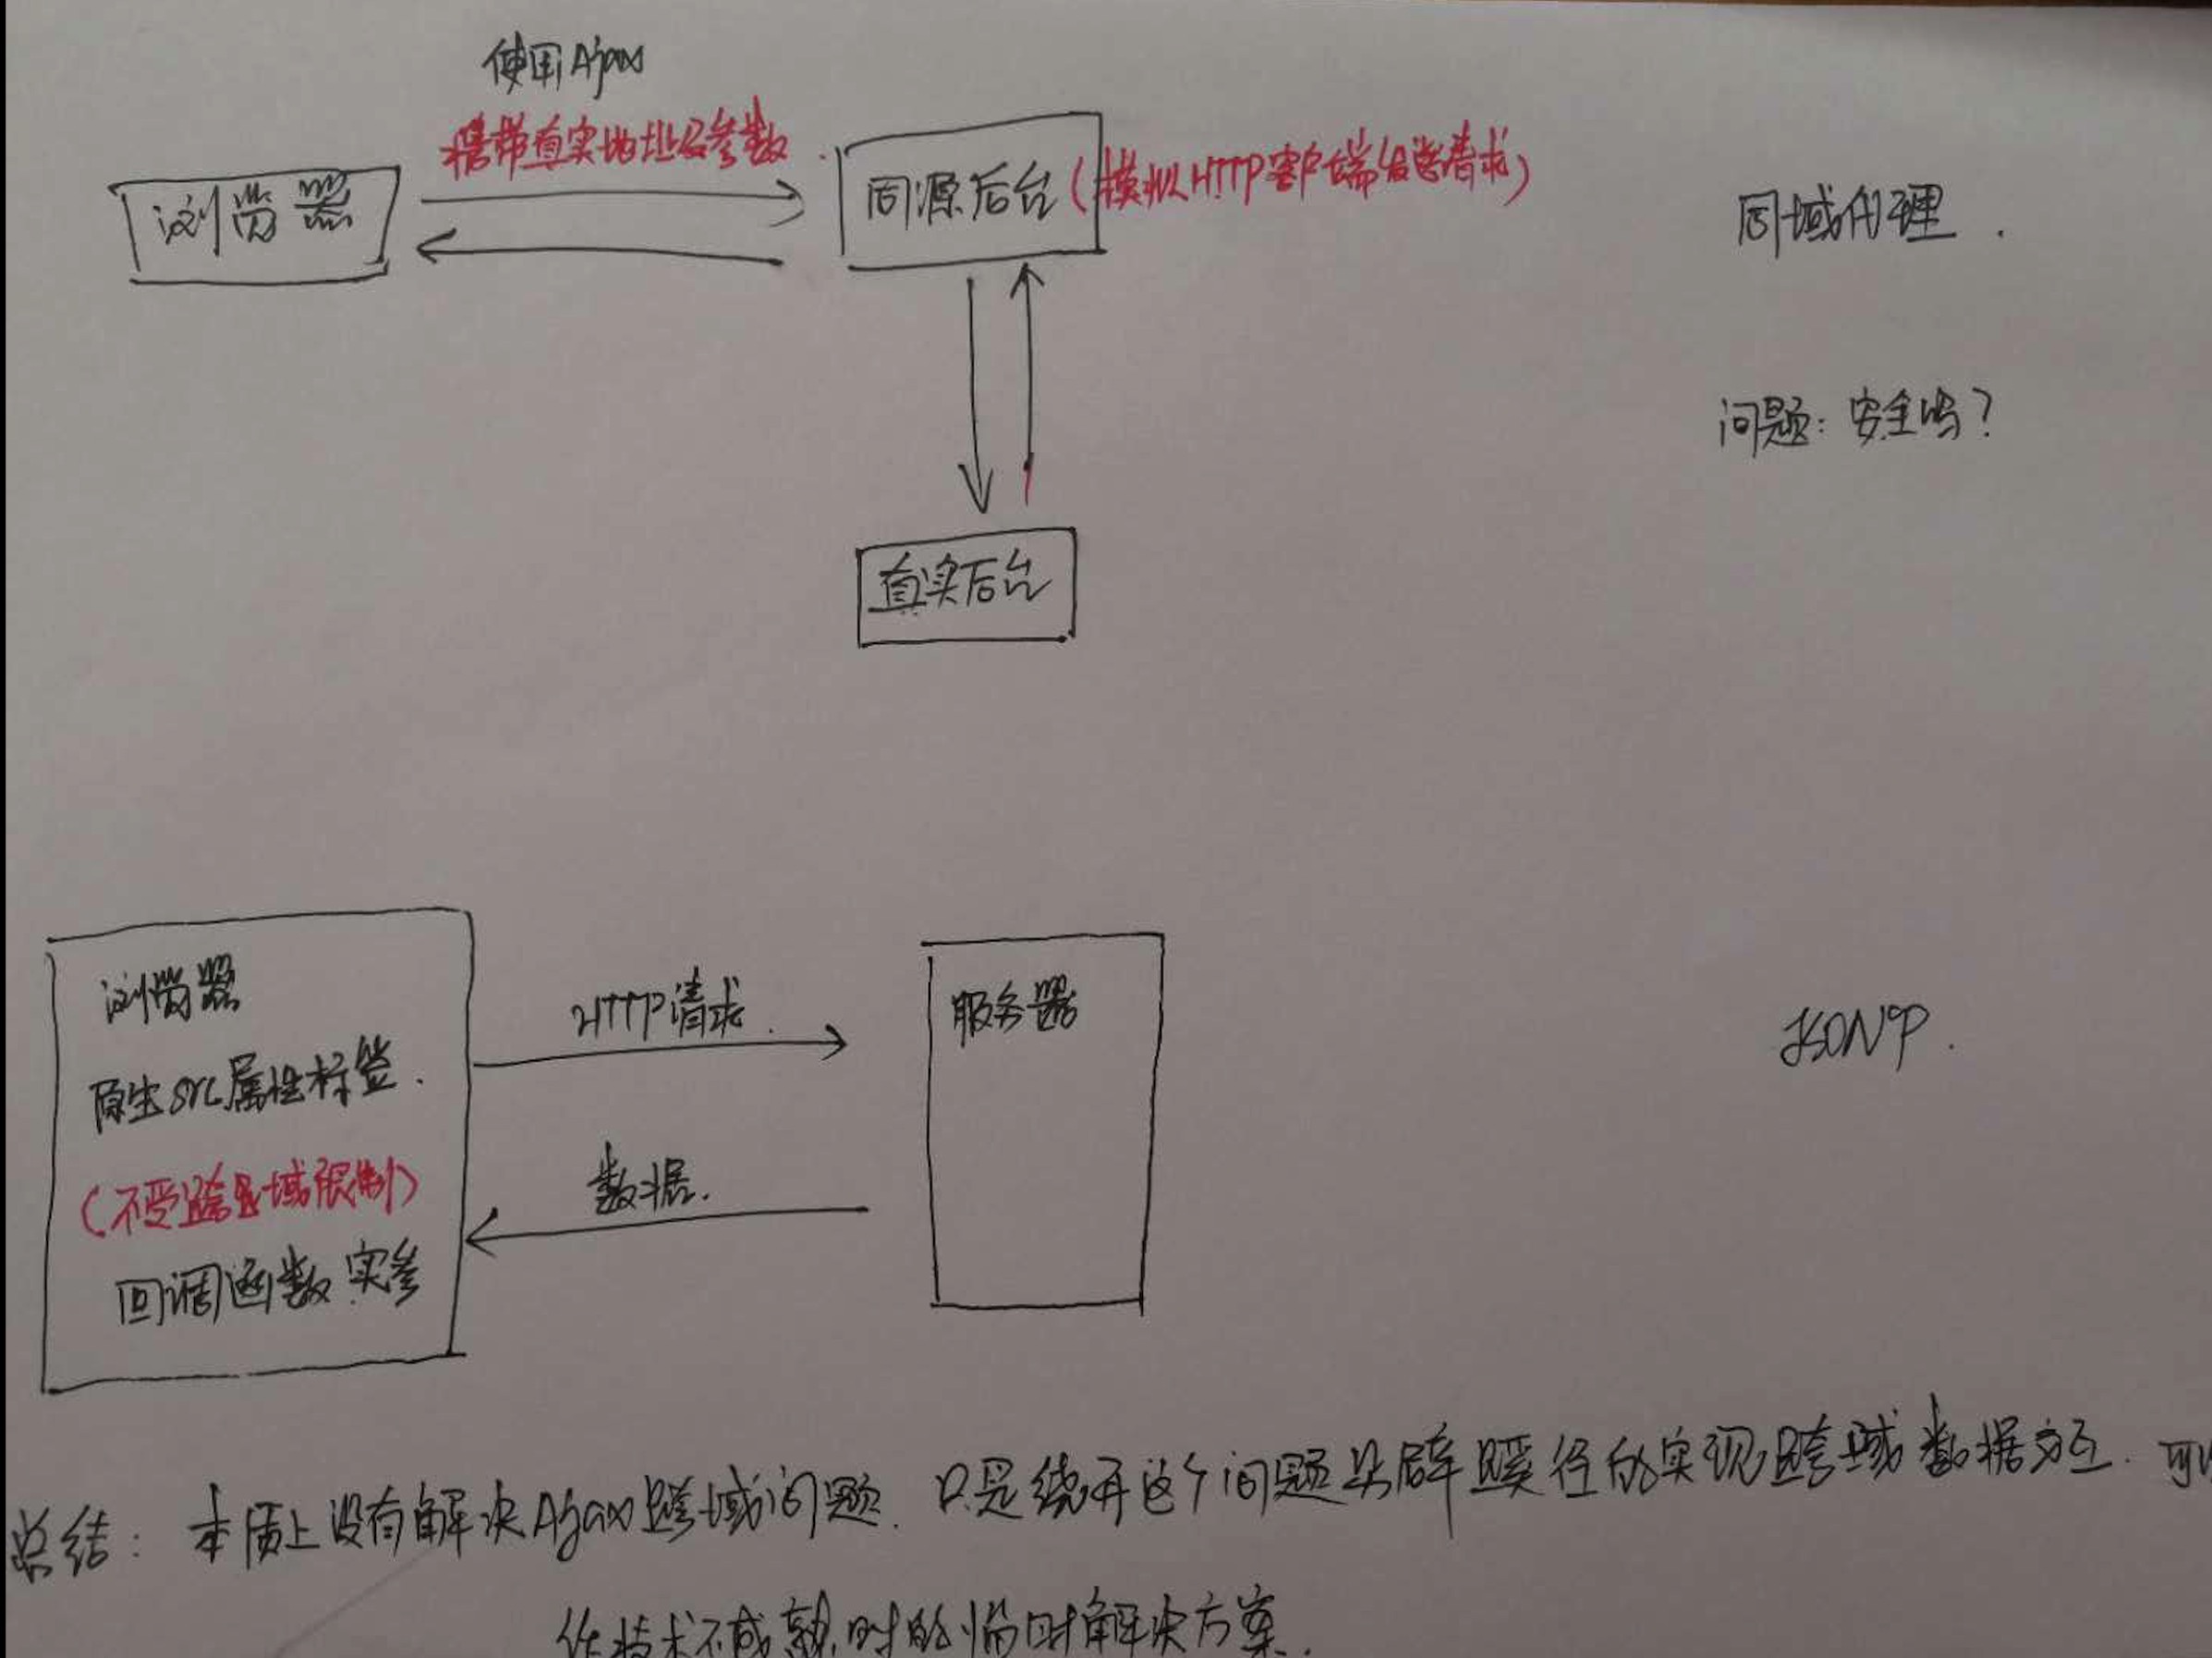 使用Ajax
携带真实地址及参数.
浏览器
同源后台(模拟HTTP客户端发送请求)
同域代理.
问题:安全吗?
真实后台
浏览器
原生src属性标签.
(不受跨区域限制)
回调函数实参
HTTP请求.
数据.
服务器
JSONP.
总结: 本质上没有解决Ajax跨域问题. 只是绕开这个问题另辟蹊径的实现跨域数据交互.
作技术不成熟时的临时解决方案.